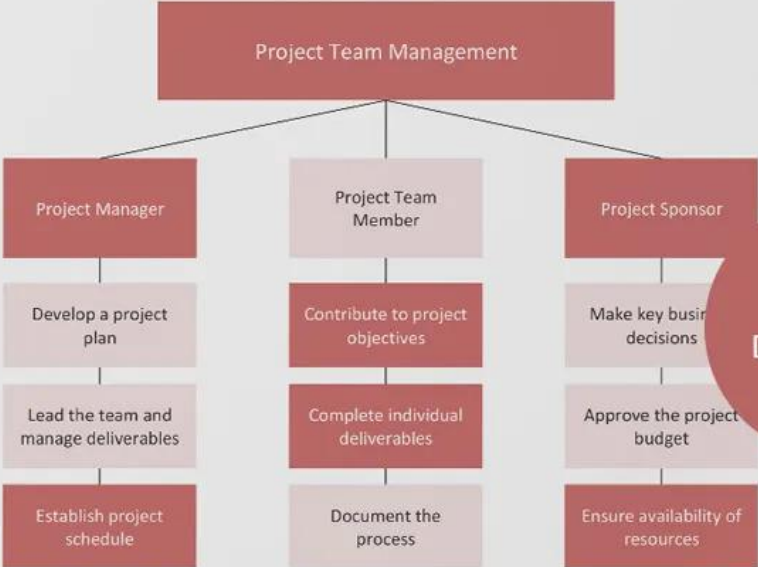 Project Team Management
Project Manager
Project Team
Member
Project Sponsor
Develop a project
plan
Contribute to project
objectives
Make key
decisions
Lead the team and
manage deliverables
Complete individual
deliverables
Approve the project
budget
Establish project
schedule
Document the
process
Ensure availability of
resources